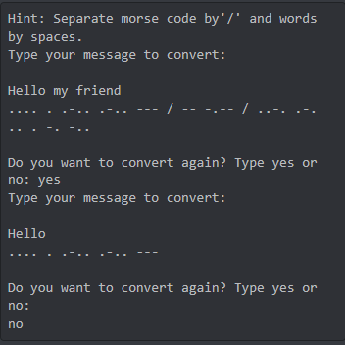 Hint: Separate morse code by'/' and words
by spaces.
Type your message to convert:
Hello my friend
.... . .-.. .-.. --- / -- -.-- / ..-. .-.
.. . -. -..
Do you want to convert again? Type yes or
no: yes
Type your message to convert:
Hello
.... . .-.. .-.. ---
Do you want to convert again? Type yes or
no:
no